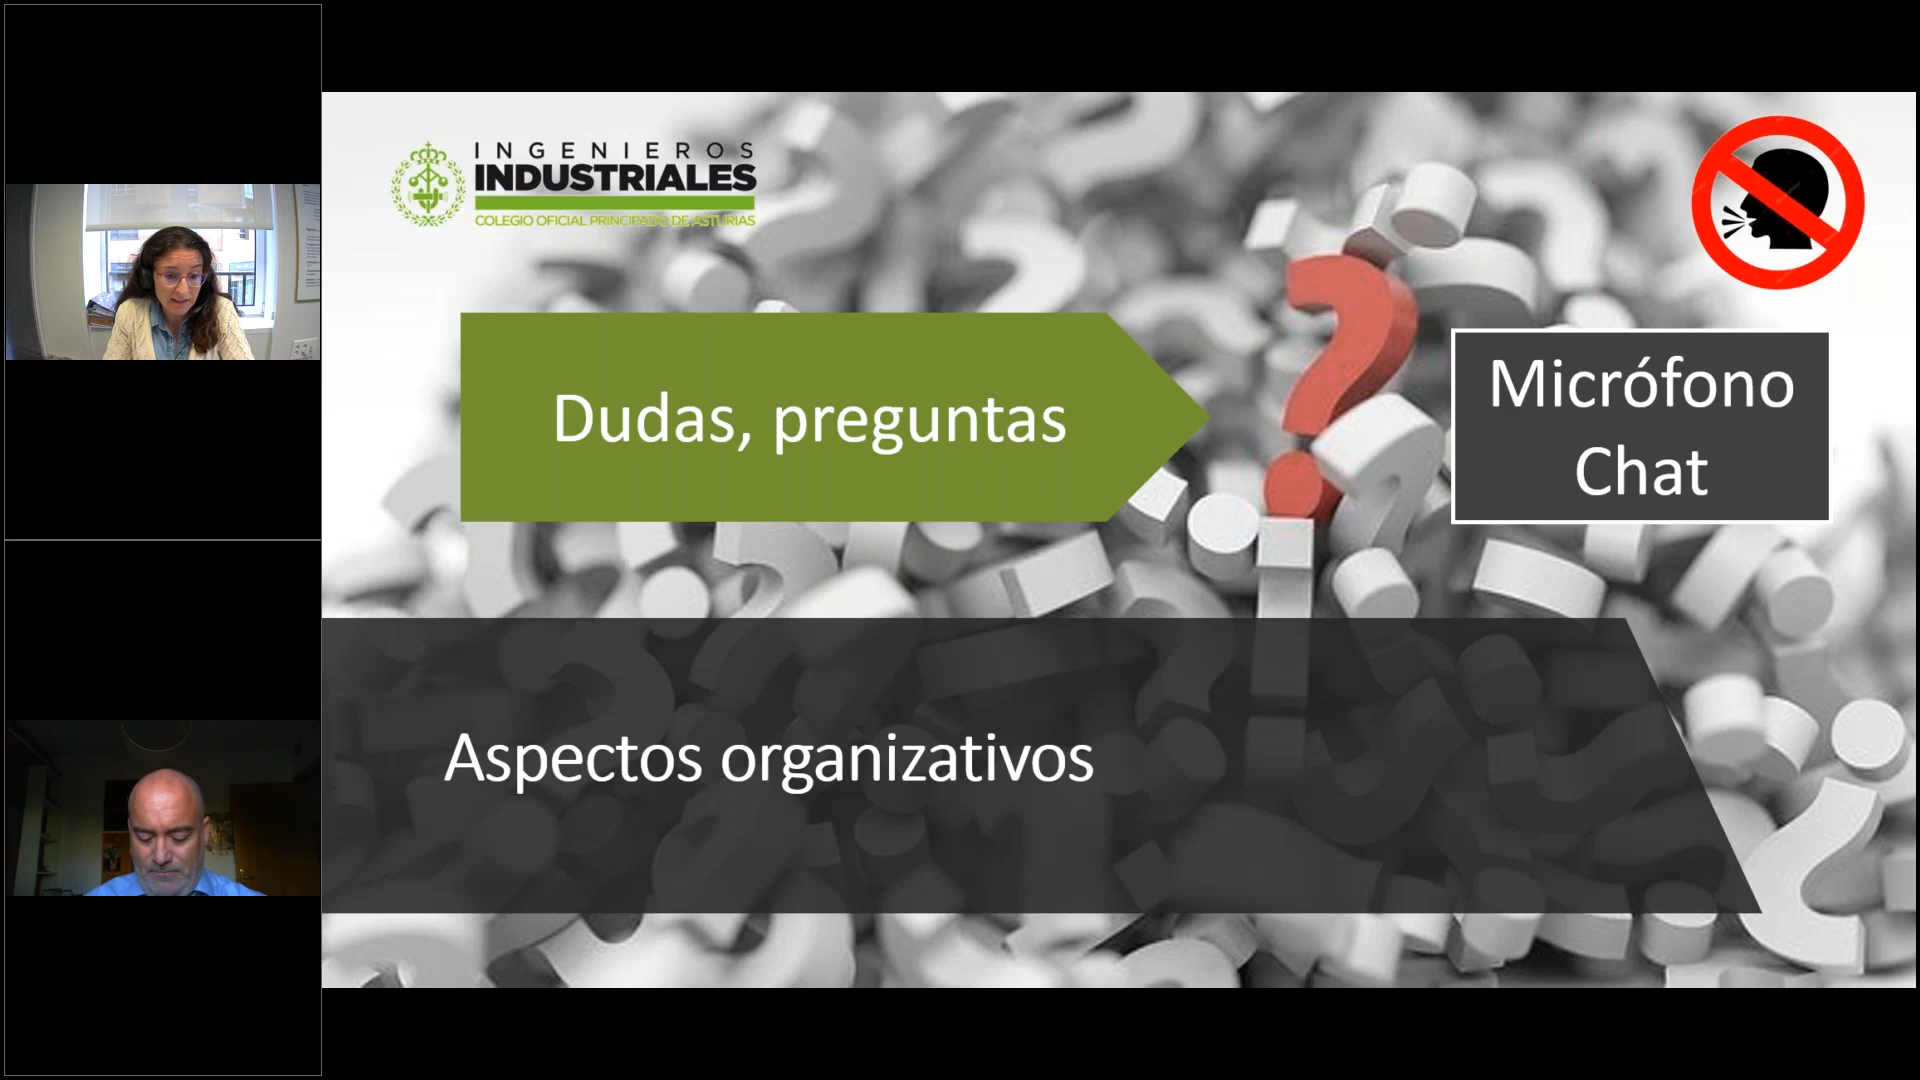 INGENIEROS
INDUSTRIALES
COLEGIO OFICIAL PRINCIPADO DE ASTURIAS
Dudas, preguntas
Micrófono
Chat
Aspectos organizativos